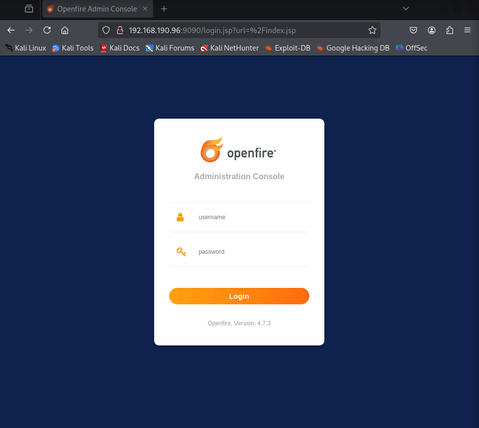 Openfire Admin Console
192.168.190.96:9090/login.jsp?url=%2Findex.jsp
Kali Linux Kali Tools Kali Docs Kali Forums Kali NetHunter Exploit-DB Google Hacking DB OffSec
openfire™
Administration Console
username
password
Login
Openfire, Version: 4.7.3